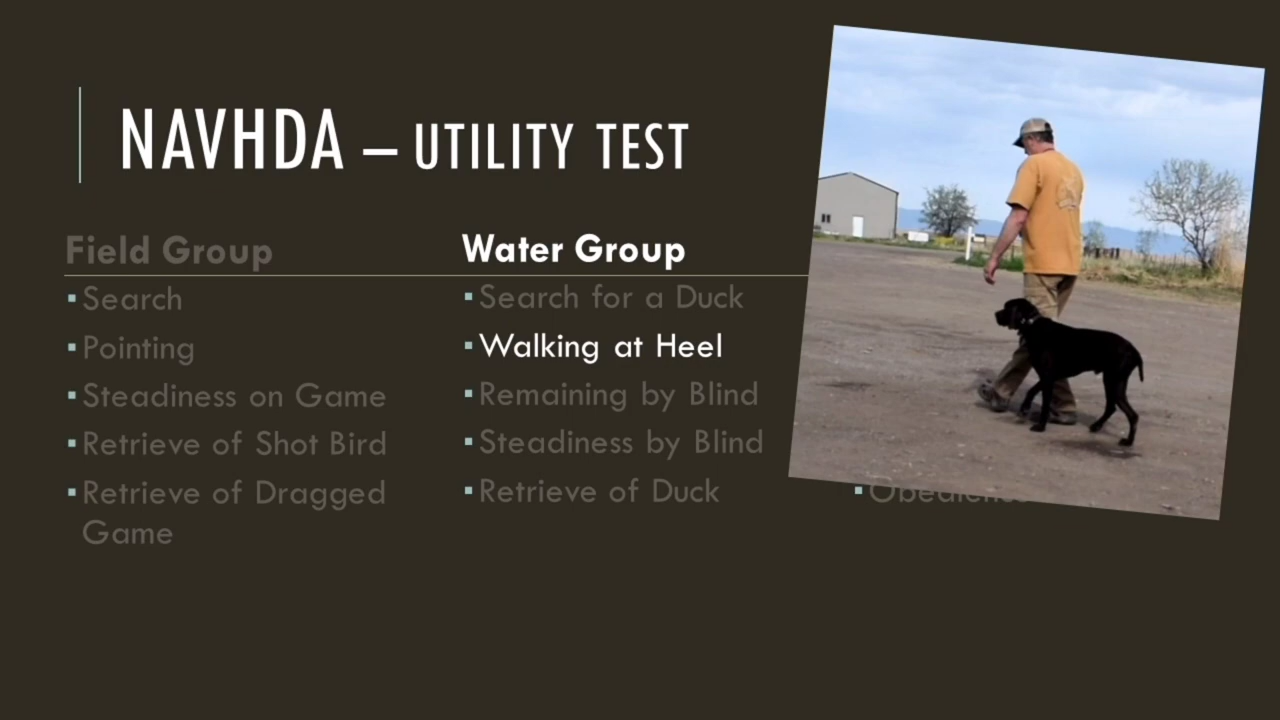 NAVHDA – UTILITY TEST
Field Group
▪ Search
▪ Pointing
▪ Steadiness on Game
▪ Retrieve of Shot Bird
▪ Retrieve of Dragged
Game
Water Group
▪ Search for a Duck
▪ Walking at Heel
▪ Remaining by Blind
▪ Steadiness by Blind
▪ Retrieve of Duck